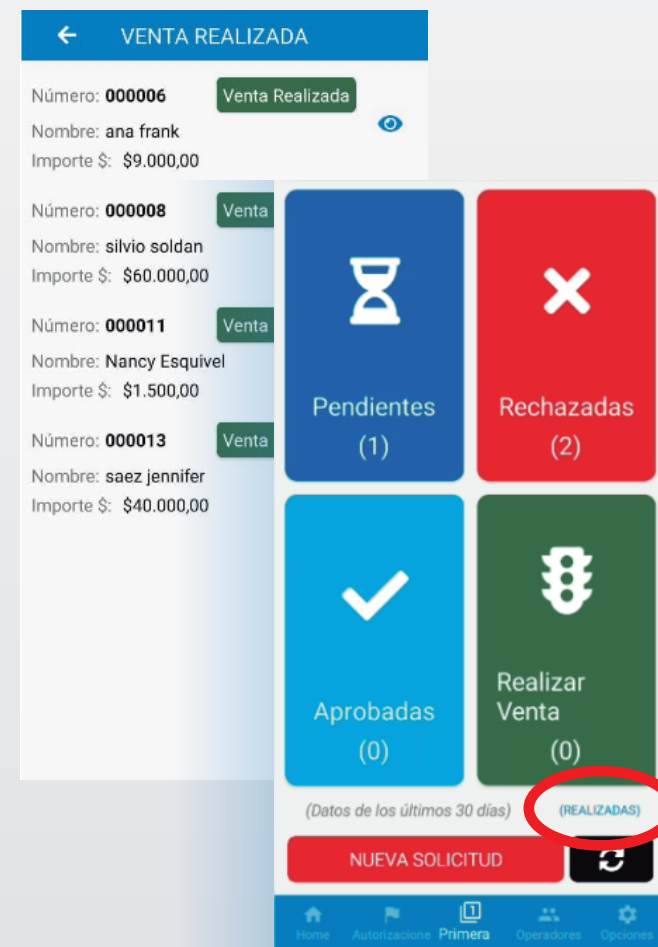 VENTA REALIZADA
Número: 000006 Venta Realizada
Nombre: ana frank
Importe $: $9.000,00
Número: 000008 Venta
Nombre: silvio soldan
Importe $: $60.000,00
Número: 000011 Venta
Nombre: Nancy Esquivel
Importe $: $1.500,00
Número: 000013 Venta
Nombre: saez jennifer
Importe $: $40.000,00
Pendientes
(1)
Rechazadas
(2)
Aprobadas
(0)
Realizar
Venta
(0)
(Datos de los últimos 30 días) (REALIZADAS)
NUEVA SOLICITUD
1
Home Autorizacione Primera Operadores Opciones